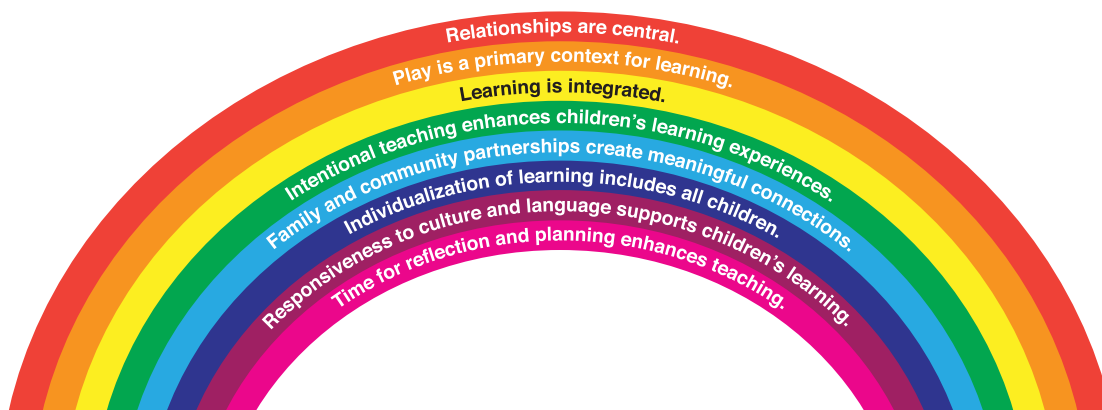 Relationships are central.
Play is a primary context for learning.
Learning is integrated.
Intentional teaching enhances children’s learning experiences.
Family and community partnerships create meaningful connections.
Individualization of learning includes all children.
Responsiveness to culture and language supports children’s learning.
Time for reflection and planning enhances teaching.